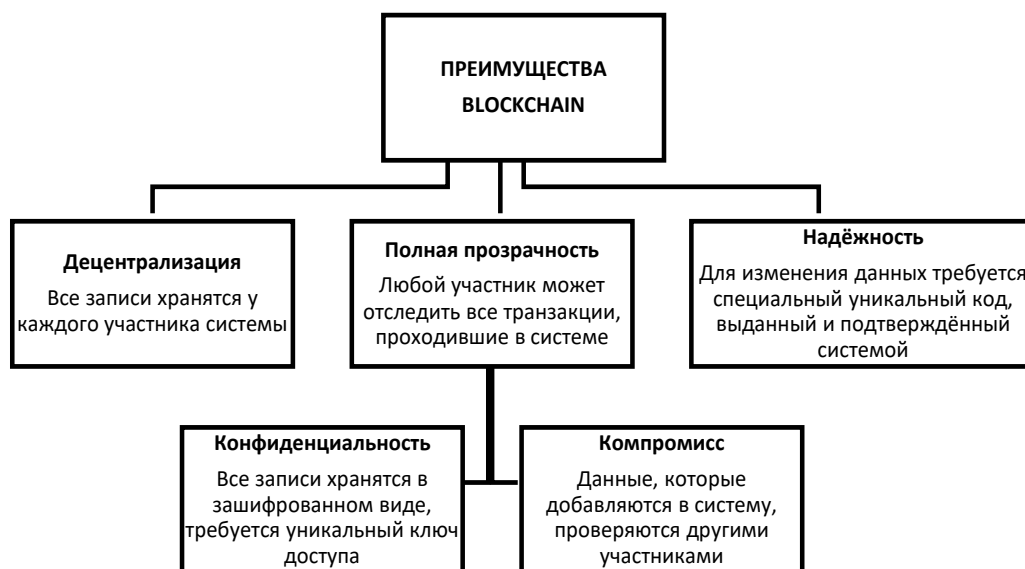 ПРЕИМУЩЕСТВА
BLOCKCHAIN
Децентрализация
Все записи хранятся у
каждого участника системы
Полная прозрачность
Любой участник может
отследить все транзакции,
проходившие в системе
Надёжность
Для изменения данных требуется
специальный уникальный код,
выданный и подтверждённый
системой
Конфиденциальность
Все записи хранятся в
зашифрованном виде,
требуется уникальный ключ
доступа
Компромисс
Данные, которые
добавляются в систему,
проверяются другими
участниками